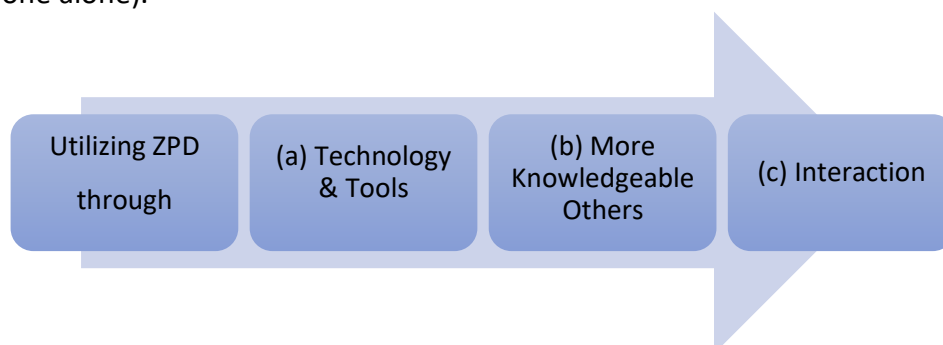 one alone).
Utilizing ZPD
through
(a) Technology
& Tools
(b) More
Knowledgeable
Others
(c) Interaction